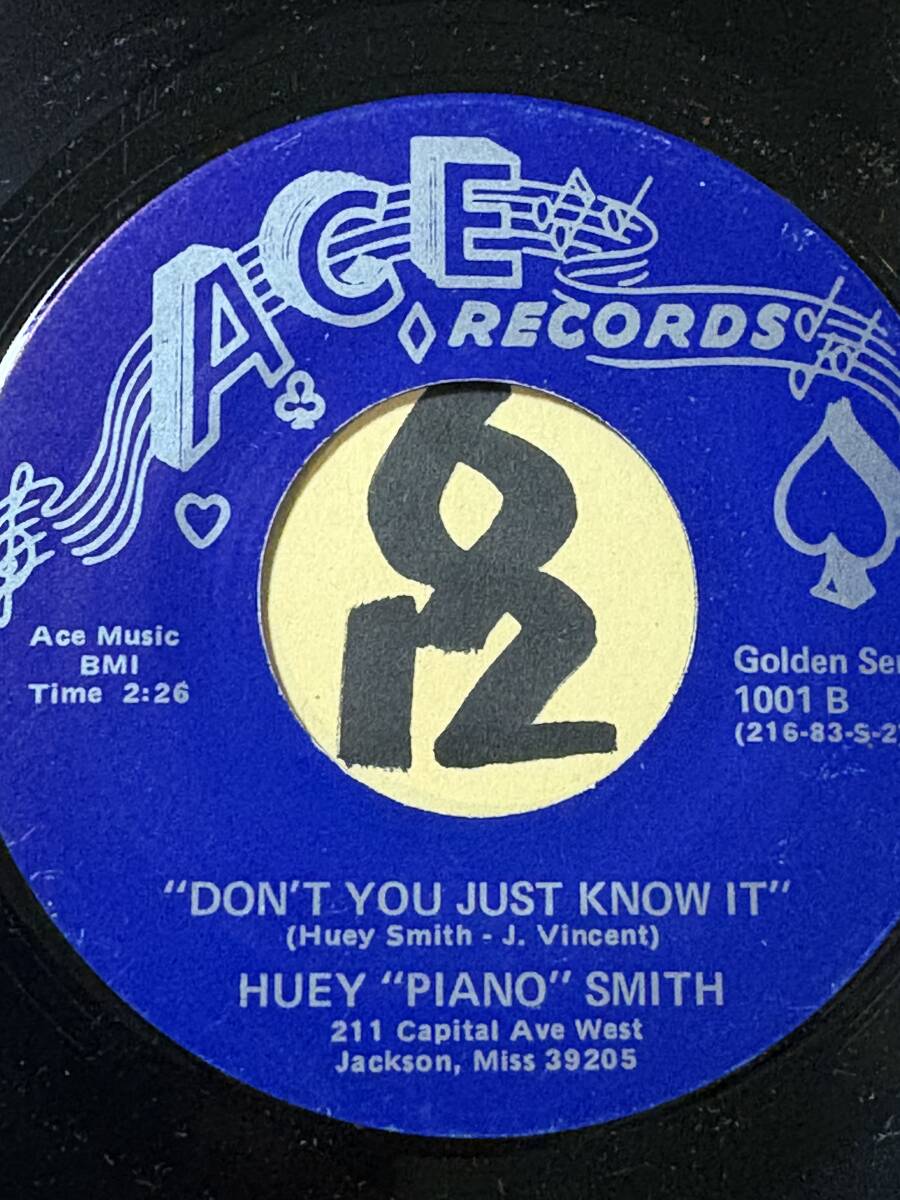 ACE
RECORDS
6
12
Ace Music
BMI
Time 2:26
Golden
1001 B
"DON'T YOU JUST KNOW IT"
(Huey Smith - J. Vincent)
HUEY "PIANO" SMITH
211 Capital Ave West
Jackson, Miss 39205